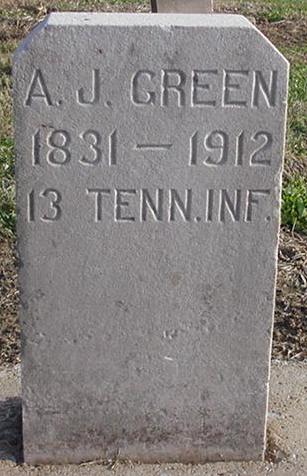 A. J. GREEN
1831 — 1912
13 TENN. INF.